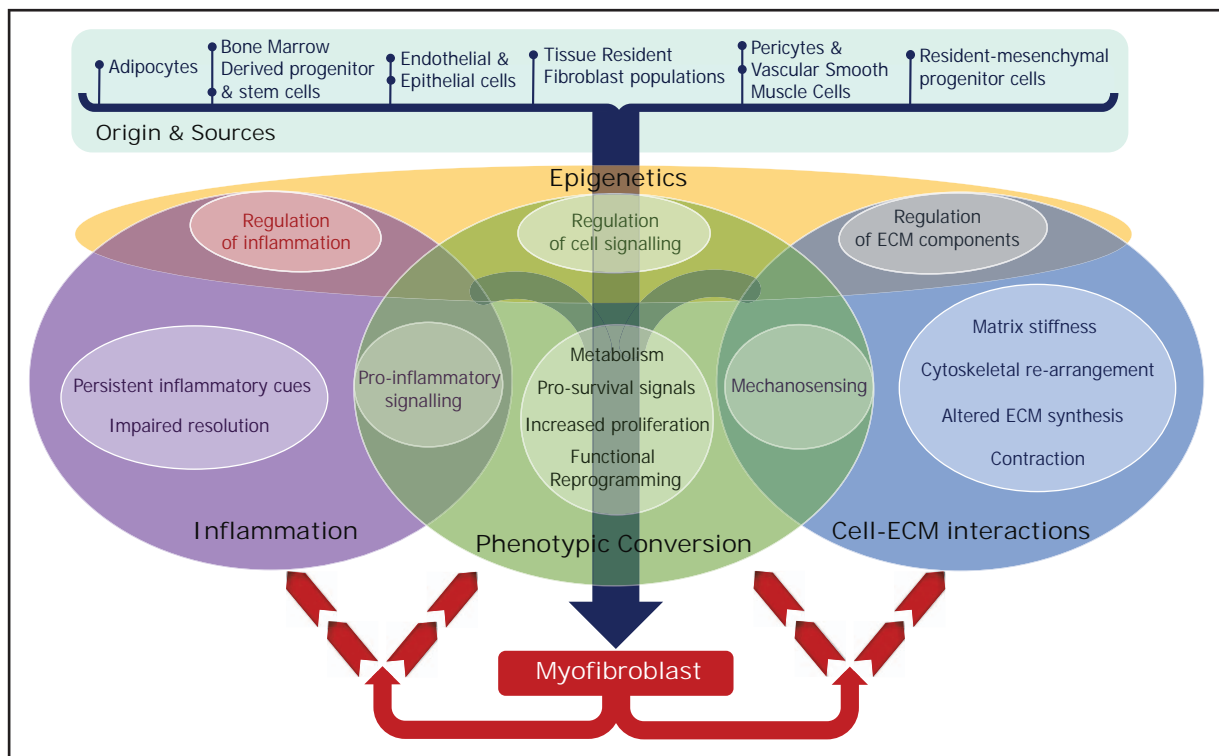 Adipocytes
Bone Marrow
Derived progenitor
& stem cells
Endothelial &
Epithelial cells
Tissue Resident
Fibroblast populations
Pericytes &
Vascular Smooth
Muscle Cells
Resident-mesenchymal
progenitor cells
Origin & Sources
Epigenetics
Regulation
of inflammation
Regulation
of cell signalling
Regulation
of ECM components
Persistent inflammatory cues
Impaired resolution
Pro-inflammatory
signalling
Metabolism
Pro-survival signals
Increased proliferation
Functional
Reprogramming
Mechanosensing
Matrix stiffness
Cytoskeletal re-arrangement
Altered ECM synthesis
Contraction
Inflammation
Phenotypic Conversion
Cell-ECM interactions
Myofibroblast